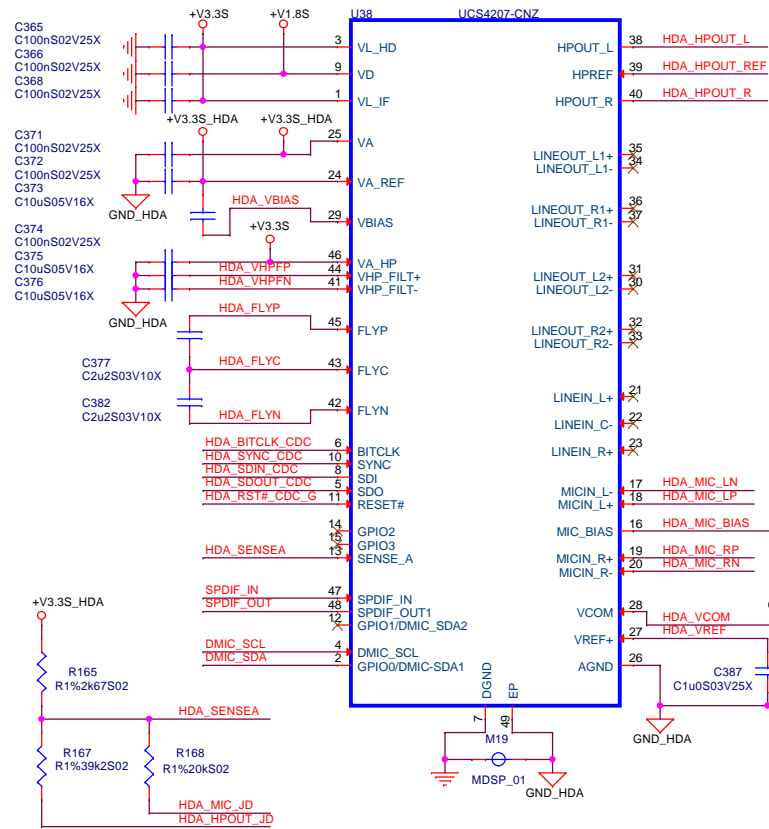 U38
UCS4207-CNZ
C365
C100nS02V25X
C366
C100nS02V25X
C368
C100nS02V25X
+V3.3S
+V1.8S
3
VL_HD
9
VD
1
VL_IF
C371
C100nS02V25X
C372
C100nS02V25X
C373
C10uS05V16X
+V3.3S_HDA
+V3.3S_HDA
25
VA
24
VA_REF
GND_HDA
HDA_VBIAS
29
VBIAS
C374
C100nS02V25X
C375
C10uS05V16X
C376
C10uS05V16X
+V3.3S
46
VA_HP
HDA_VHPFP
44
VHP_FILT+
HDA_VHPFN
41
VHP_FILT-
GND_HDA
HDA_FLYP
45
FLYP
C377
C2u2S03V10X
HDA_FLYC
43
FLYC
C382
C2u2S03V10X
HDA_FLYN
42
FLYN
HDA_BITCLK_CDC
6
BITCLK
HDA_SYNC_CDC
10
SYNC
HDA_SDIN_CDC
8
SDI
HDA_SDOUT_CDC
5
SDO
HDA_RST#_CDC_G
11
RESET#
14
GPIO2
15
GPIO3
HDA_SENSEA
13
SENSE_A
SPDIF_IN
47
SPDIF_IN
SPDIF_OUT
48
SPDIF_OUT1
12
GPIO1/DMIC_SDA2
DMIC_SCL
4
DMIC_SCL
DMIC_SDA
2
GPIO0/DMIC-SDA1
HPOUT_L
38
HDA_HPOUT_L
HPREF
39
HDA_HPOUT_REF
HPOUT_R
40
HDA_HPOUT_R
LINEOUT_L1+
35
LINEOUT_L1-
34
LINEOUT_R1+
36
LINEOUT_R1-
37
LINEOUT_L2+
31
LINEOUT_L2-
30
LINEOUT_R2+
32
LINEOUT_R2-
33
LINEIN_L+
21
LINEIN_C-
22
LINEIN_R+
23
MICIN_L-
17
HDA_MIC_LN
MICIN_L+
18
HDA_MIC_LP
MIC_BIAS
16
HDA_MIC_BIAS
MICIN_R+
19
HDA_MIC_RP
MICIN_R-
20
HDA_MIC_RN
VCOM
28
HDA_VCOM
VREF+
27
HDA_VREF
AGND
26
C387
C1u0S03V25X
GND_HDA
DGND
7
EP
49
M19
MDSP_01
GND_HDA
+V3.3S_HDA
R165
R1%2k67S02
HDA_SENSEA
R167
R1%39k2S02
R168
R1%20kS02
HDA_MIC_JD
HDA_HPOUT_JD